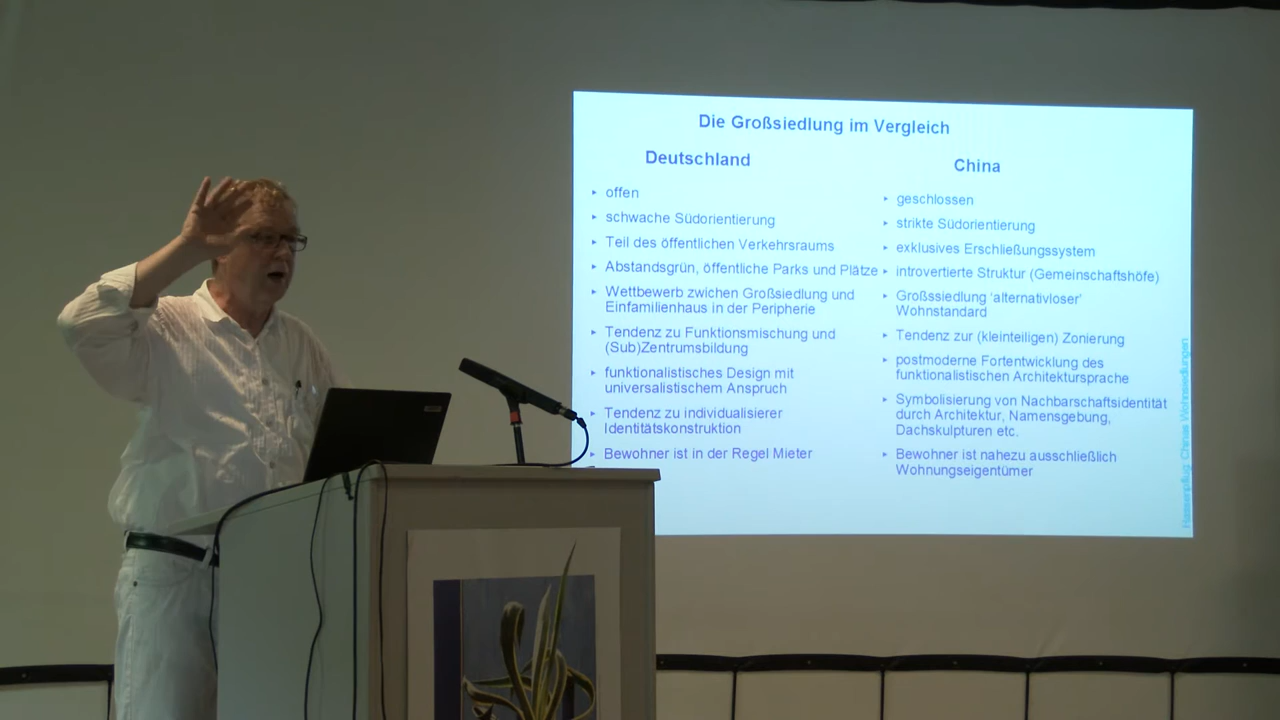 Die Großsiedlung im Vergleich
Deutschland
offen
schwache Südorientierung
Teil des öffentlichen Verkehrsraums
Abstandsgrün, öffentliche Parks und Plätze
Wettbewerb zwichen Großsiedlung und
Einfamilienhaus in der Peripherie
Tendenz zu Funktionsmischung und
(Sub)Zentrumsbildung
funktionalistisches Design mit
universalistischem Anspruch
Tendenz zu individualisierer
Identitätskonstruktion
Bewohner ist in der Regel Mieter
China
geschlossen
strikte Südorientierung
exklusives Erschließungssystem
introvertierte Struktur (Gemeinschaftshöfe)
Großssiedlung 'alternativloser'
Wohnstandard
Tendenz zur (kleinteiligen) Zonierung
postmoderne Fortentwicklung des
funktionalistischen Architektursprache
Symbolisierung von Nachbarschaftsidentität
durch Architektur, Namensgebung,
Dachskulpturen etc.
Bewohner ist nahezu ausschließlich
Wohnungseigentümer
Hassenpflug: Chinas Wohnsiedlungen